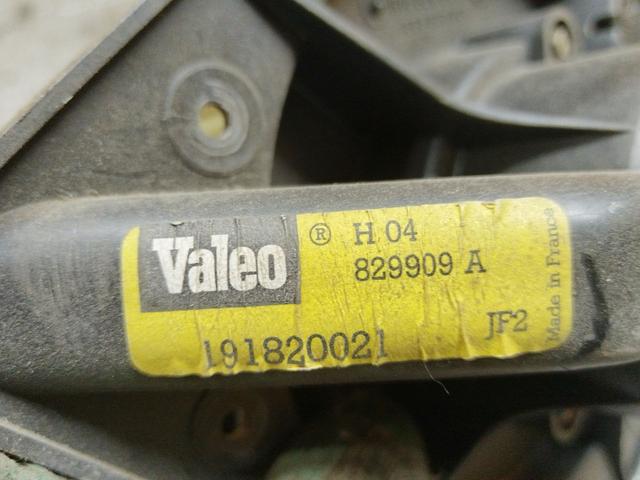 Valeo ® H 04
829909 A
JF2
191820021
Made in France